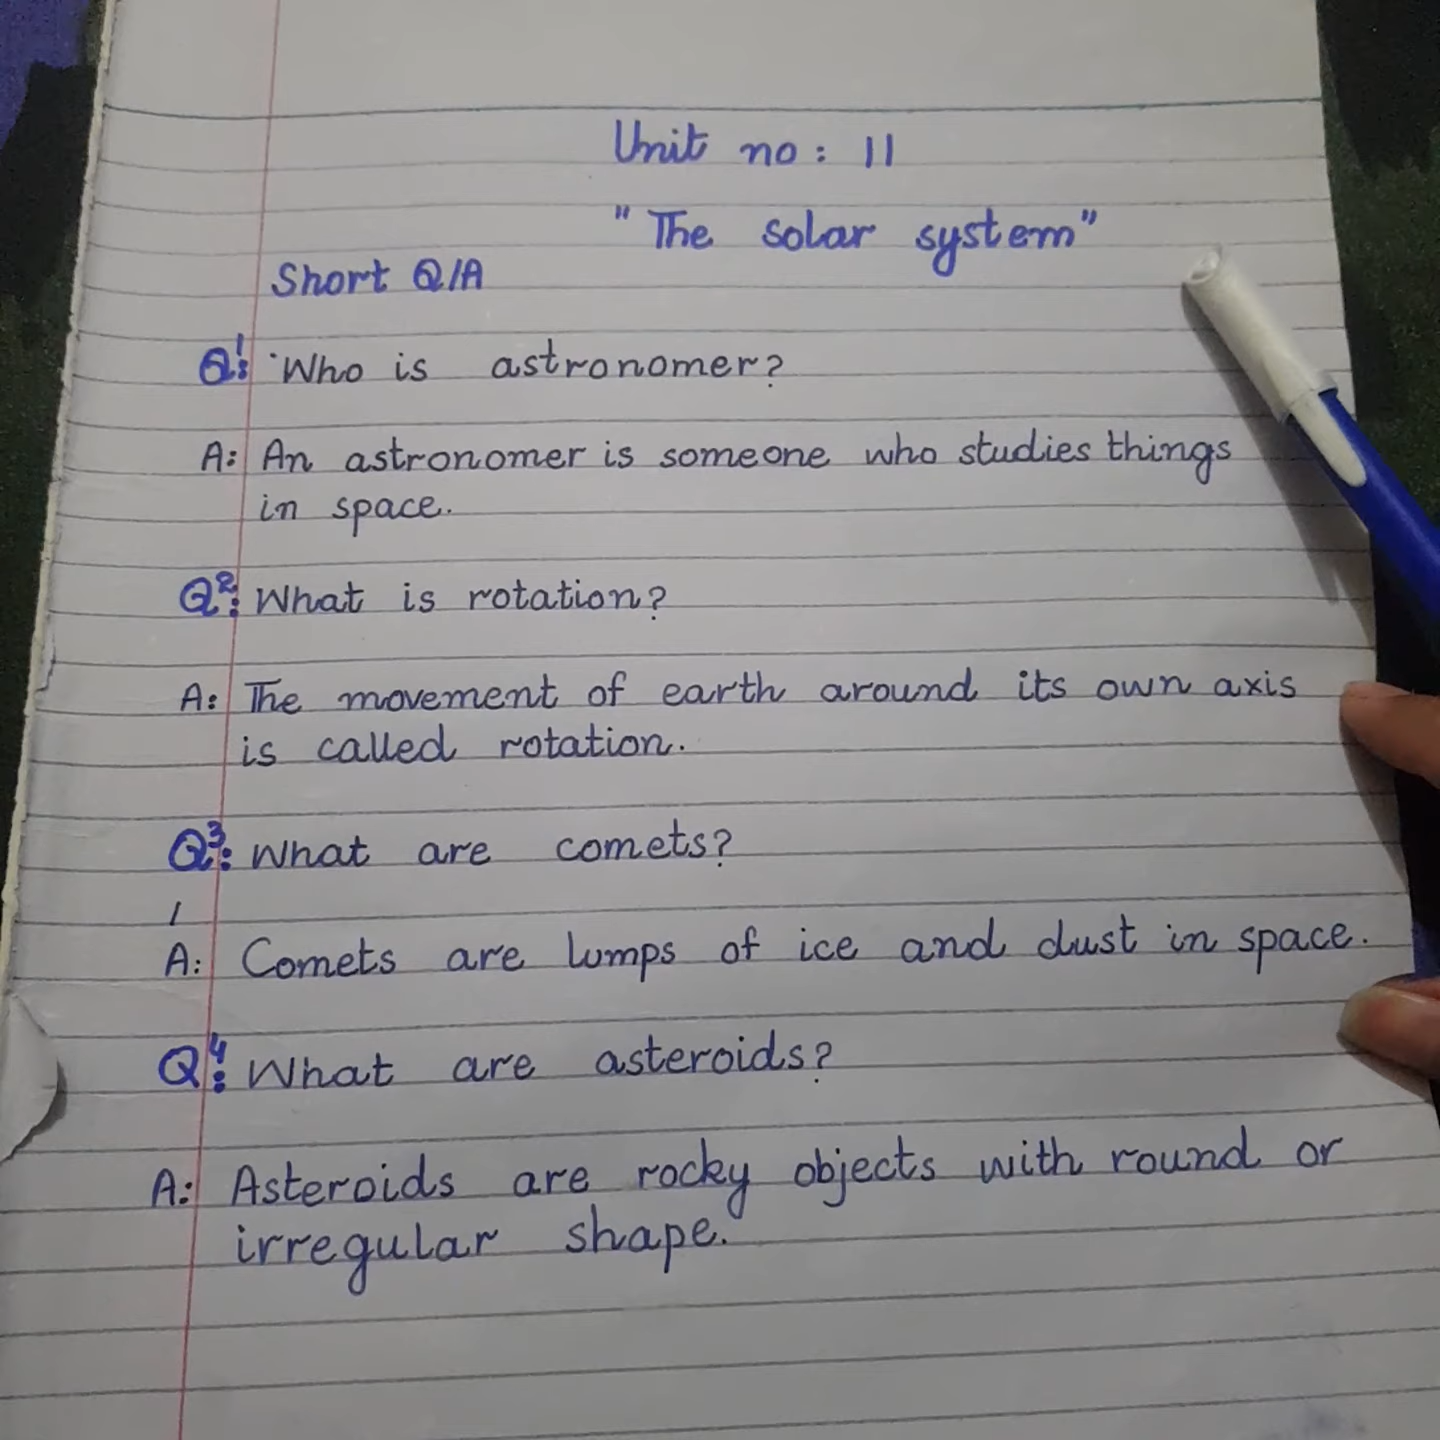 Unit no: 11
"The solar system"
Short Q/A
Q1: Who is astronomer?
A: An astronomer is someone who studies things
in space.
Q2: What is rotation?
A: The movement of earth around its own axis
is called rotation.
Q3: What are comets?
A: Comets are lumps of ice and dust in space.
Q4: What are asteroids?
A: Asteroids are rocky objects with round or
irregular shape.